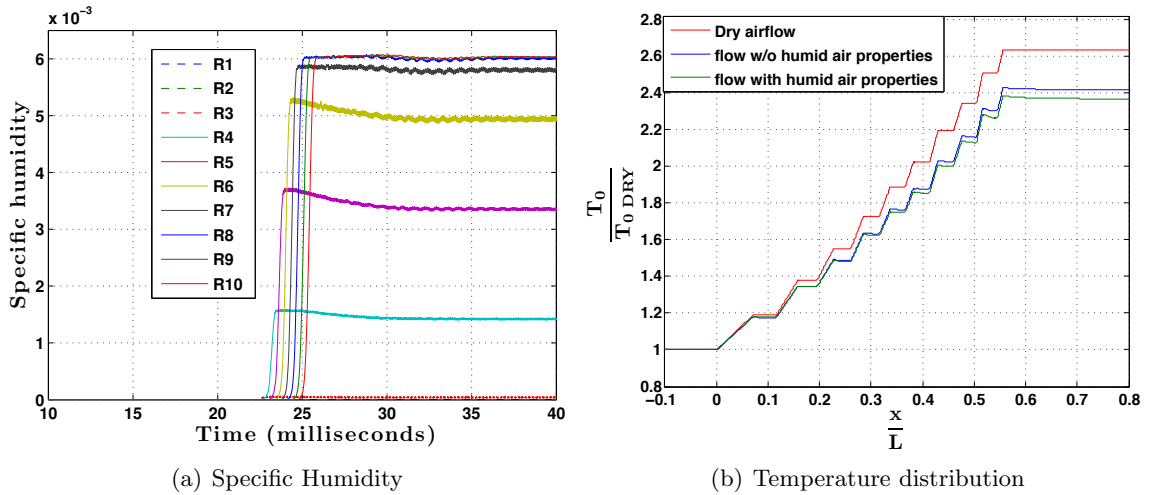 x 10⁻³
6
5
4
3
2
1
0
Specific humidity
R1
R2
R3
R4
R5
R6
R7
R8
R9
R10
10 15 20 25 30 35 40
Time (milliseconds)
(a) Specific Humidity
2.8
2.6
2.4
2.2
2
1.8
1.6
1.4
1.2
1
0.8
T₀
T₀ DRY
Dry airflow
flow w/o humid air properties
flow with humid air properties
−0.1 0 0.1 0.2 0.3 0.4 0.5 0.6 0.7 0.8
x
L
(b) Temperature distribution